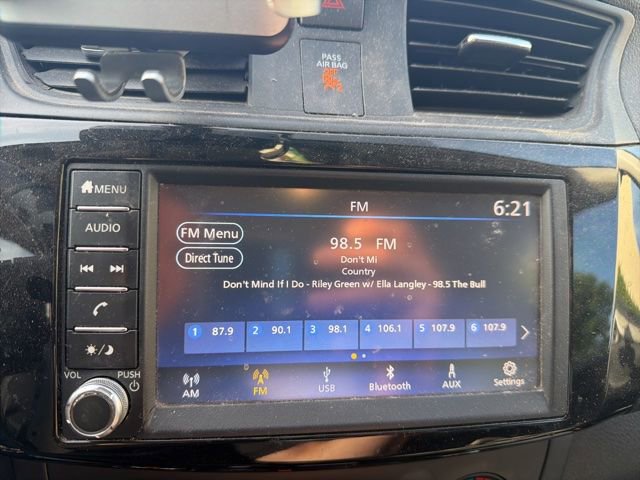 PASS
AIR BAG
MENU
FM
6:21
AUDIO
FM Menu
98.5 FM
Direct Tune
Don't Mi
Country
Don't Mind If I Do - Riley Green w/ Ella Langley - 98.5 The Bull
1 87.9 2 90.1 3 98.1 4 106.1 5 107.9 6 107.9
VOL PUSH
AM FM USB Bluetooth AUX Settings